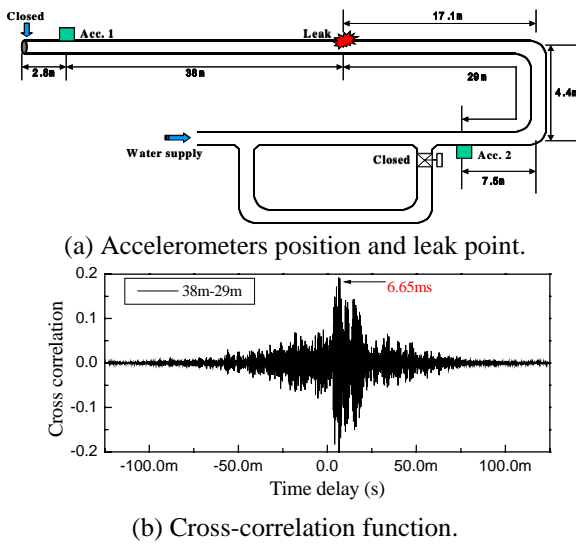 Closed
Acc. 1
Leak
17.1m
2.8m
38m
29m
4.4m
Water supply
Closed
Acc. 2
7.5m
(a) Accelerometers position and leak point.
0.2
38m-29m
6.65ms
0.1
0.0
-0.1
-0.2
Cross correlation
-100.0m -50.0m 0.0 50.0m 100.0m
Time delay (s)
(b) Cross-correlation function.